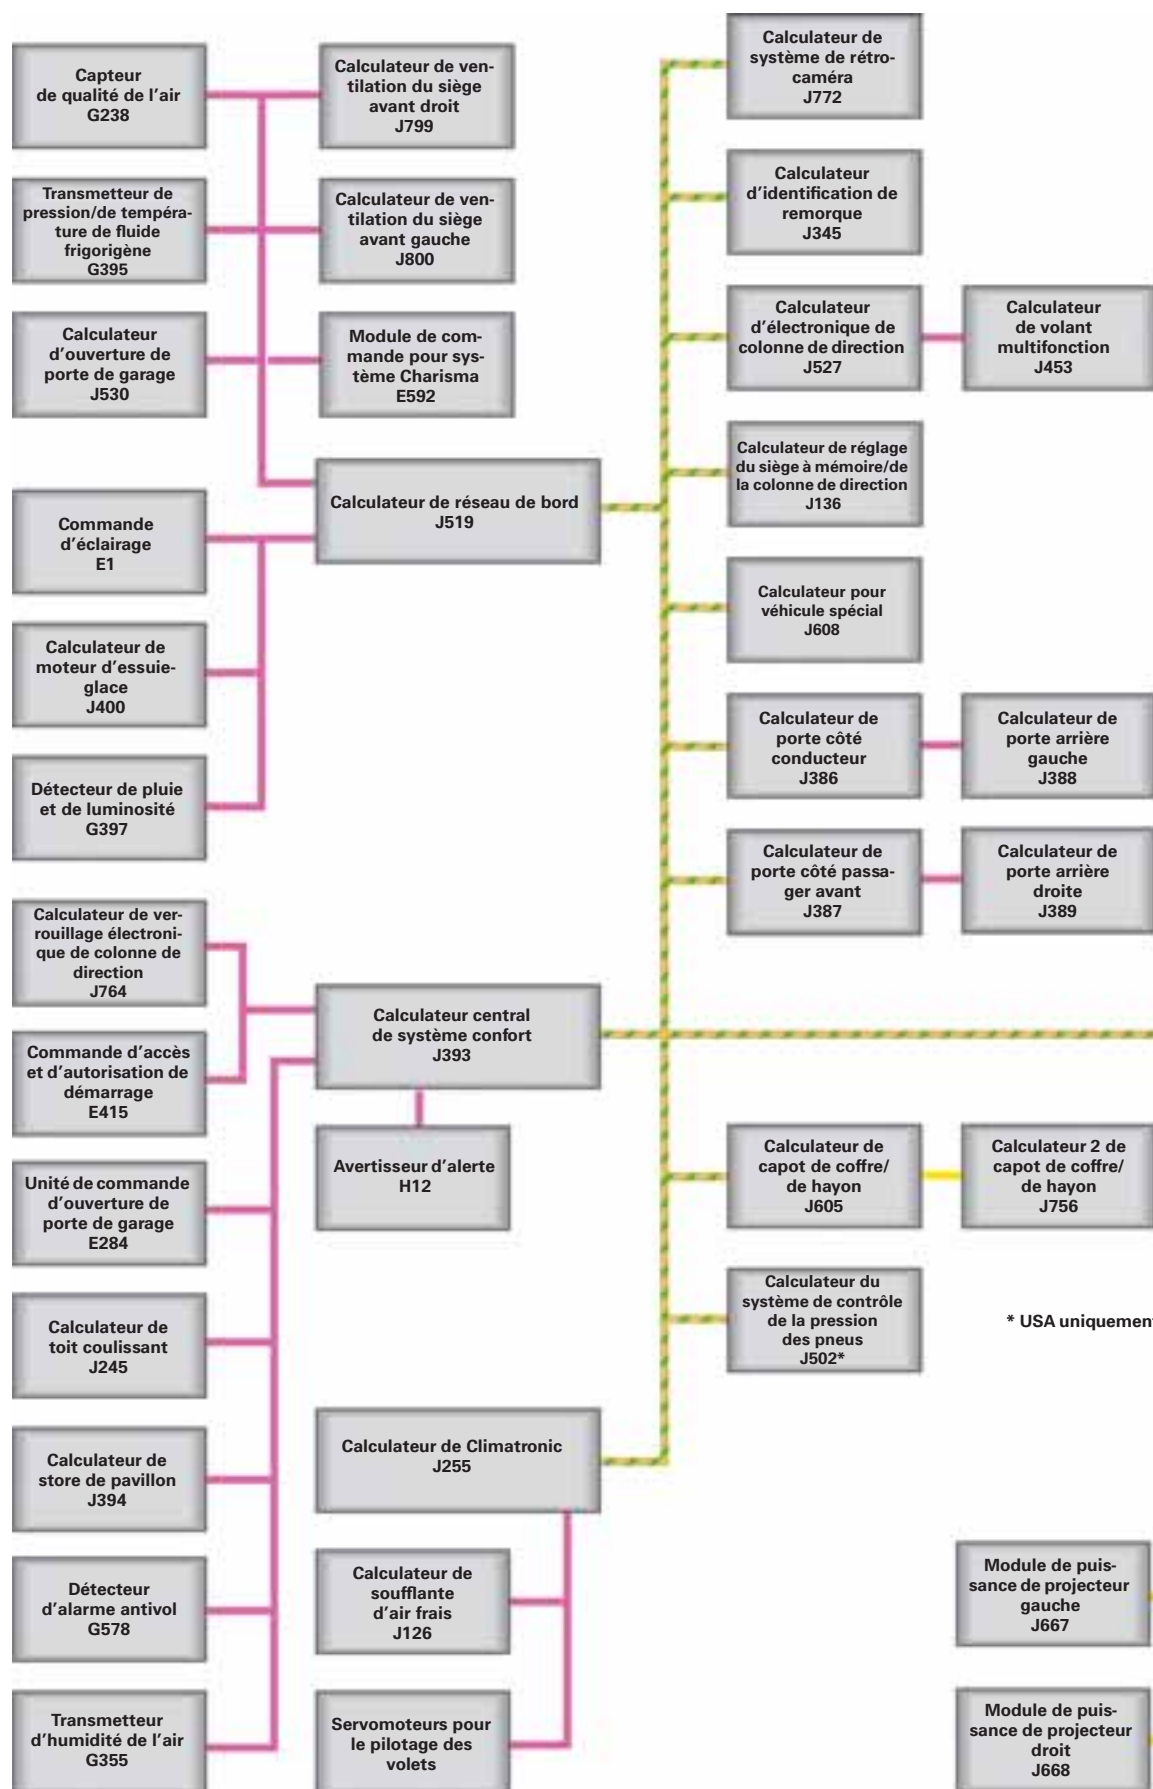 Capteur
de qualité de l'air
G238
Calculateur de ven-
tilation du siège
avant droit
J799
Calculateur de
système de rétro-
caméra
J772
Transmetteur de
pression/de tempéra-
ture de fluide
frigorigène
G395
Calculateur de ven-
tilation du siège
avant gauche
J800
Calculateur
d'identification de
remorque
J345
Calculateur
d'ouverture de
porte de garage
J530
Module de com-
mande pour sys-
tème Charisma
E592
Calculateur
d'électronique de
colonne de direction
J527
Calculateur
de volant
multifonction
J453
Calculateur de réseau de bord
J519
Calculateur de réglage
du siège à mémoire/de
la colonne de direction
J136
Commande
d'éclairage
E1
Calculateur pour
véhicule spécial
J608
Calculateur de
moteur d'essuie-
glace
J400
Calculateur de
porte côté
conducteur
J386
Calculateur de
porte arrière
gauche
J388
Détecteur de pluie
et de luminosité
G397
Calculateur de
porte côté passa-
ger avant
J387
Calculateur de
porte arrière
droite
J389
Calculateur de ver-
rouillage électroni-
que de colonne de
direction
J764
Calculateur central
de système confort
J393
Commande d'accès
et d'autorisation de
démarrage
E415
Avertisseur d'alerte
H12
Calculateur de
capot de coffre/
de hayon
J605
Calculateur 2 de
capot de coffre/
de hayon
J756
Unité de commande
d'ouverture de
porte de garage
E284
Calculateur du
système de contrôle
de la pression
des pneus
J502*
* USA uniquement
Calculateur de
toit coulissant
J245
Calculateur de Climatronic
J255
Calculateur de
store de pavillon
J394
Calculateur de
soufflante
d'air frais
J126
Module de puis-
sance de projecteur
gauche
J667
Détecteur
d'alarme antivol
G578
Transmetteur
d'humidité de l'air
G355
Servomoteurs pour
le pilotage des
volets
Module de puis-
sance de projecteur
droit
J668